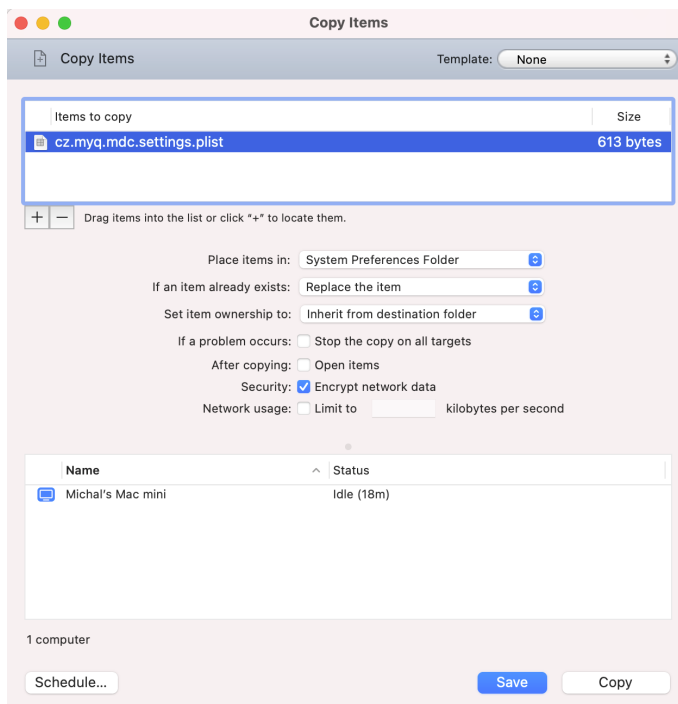 Copy Items
Copy Items Template: None
Items to copy Size
cz.myq.mdc.settings.plist 613 bytes
+ − Drag items into the list or click "+" to locate them.
Place items in: System Preferences Folder
If an item already exists: Replace the item
Set item ownership to: Inherit from destination folder
If a problem occurs: Stop the copy on all targets
After copying: Open items
Security: Encrypt network data
Network usage: Limit to kilobytes per second
Name Status
Michal's Mac mini Idle (18m)
1 computer
Schedule... Save Copy